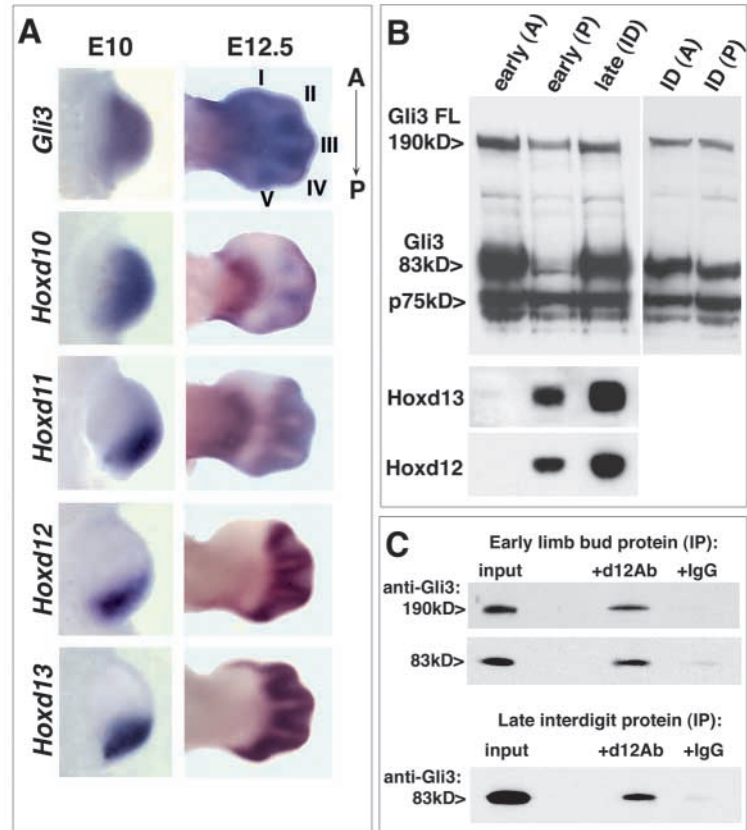 A
E10 E12.5
Gli3
I
II
III
IV
V
A
P
Hoxd10
Hoxd11
Hoxd12
Hoxd13
B
early (A) early (P) late (ID) ID (A) ID (P)
Gli3 FL
190kD>
Gli3
83kD>
p75kD>
Hoxd13
Hoxd12
C
Early limb bud protein (IP):
input +d12Ab +IgG
anti-Gli3:
190kD>
83kD>
Late interdigit protein (IP):
input +d12Ab +IgG
anti-Gli3:
83kD>